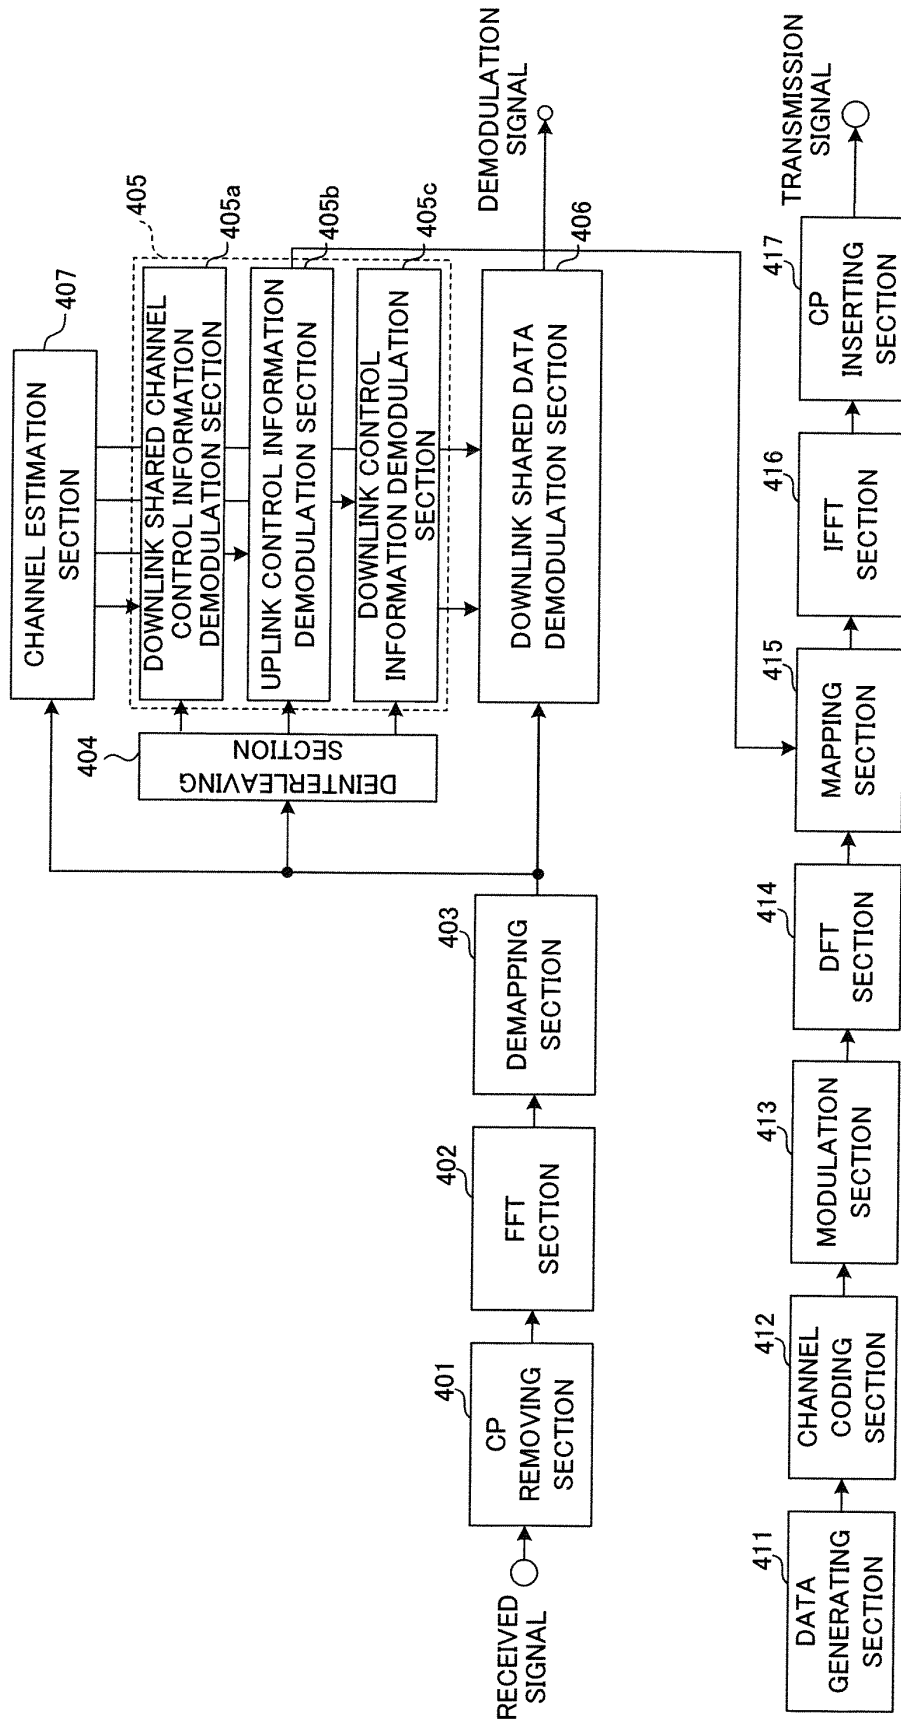 407
CHANNEL ESTIMATION
SECTION
405
405a
DOWNLINK SHARED CHANNEL
CONTROL INFORMATION
DEMODULATION SECTION
404
DEINTERLEAVING
SECTION
405b
UPLINK CONTROL INFORMATION
DEMODULATION SECTION
405c
DOWNLINK CONTROL
INFORMATION DEMODULATION
SECTION
RECEIVED
SIGNAL
401
CP
REMOVING
SECTION
402
FFT
SECTION
403
DEMAPPING
SECTION
406
DOWNLINK SHARED DATA
DEMODULATION SECTION
DEMODULATION
SIGNAL
411
DATA
GENERATING
SECTION
412
CHANNEL
CODING
SECTION
413
MODULATION
SECTION
414
DFT
SECTION
415
MAPPING
SECTION
416
IFFT
SECTION
417
CP
INSERTING
SECTION
TRANSMISSION
SIGNAL